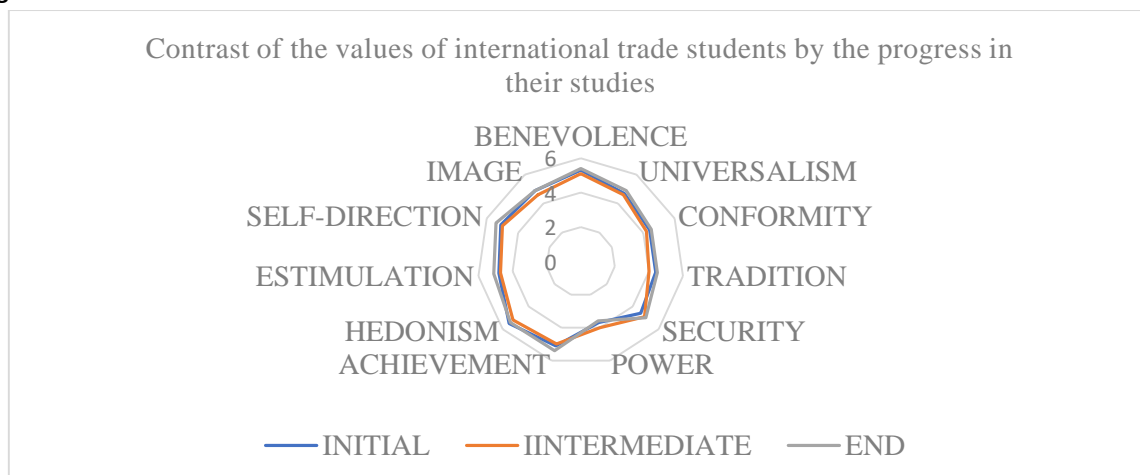 Contrast of the values of international trade students by the progress in
their studies
BENEVOLENCE
UNIVERSALISM
CONFORMITY
TRADITION
SECURITY
POWER
ACHIEVEMENT
HEDONISM
ESTIMULATION
SELF-DIRECTION
IMAGE
6
4
2
0
INITIAL
IINTERMEDIATE
END